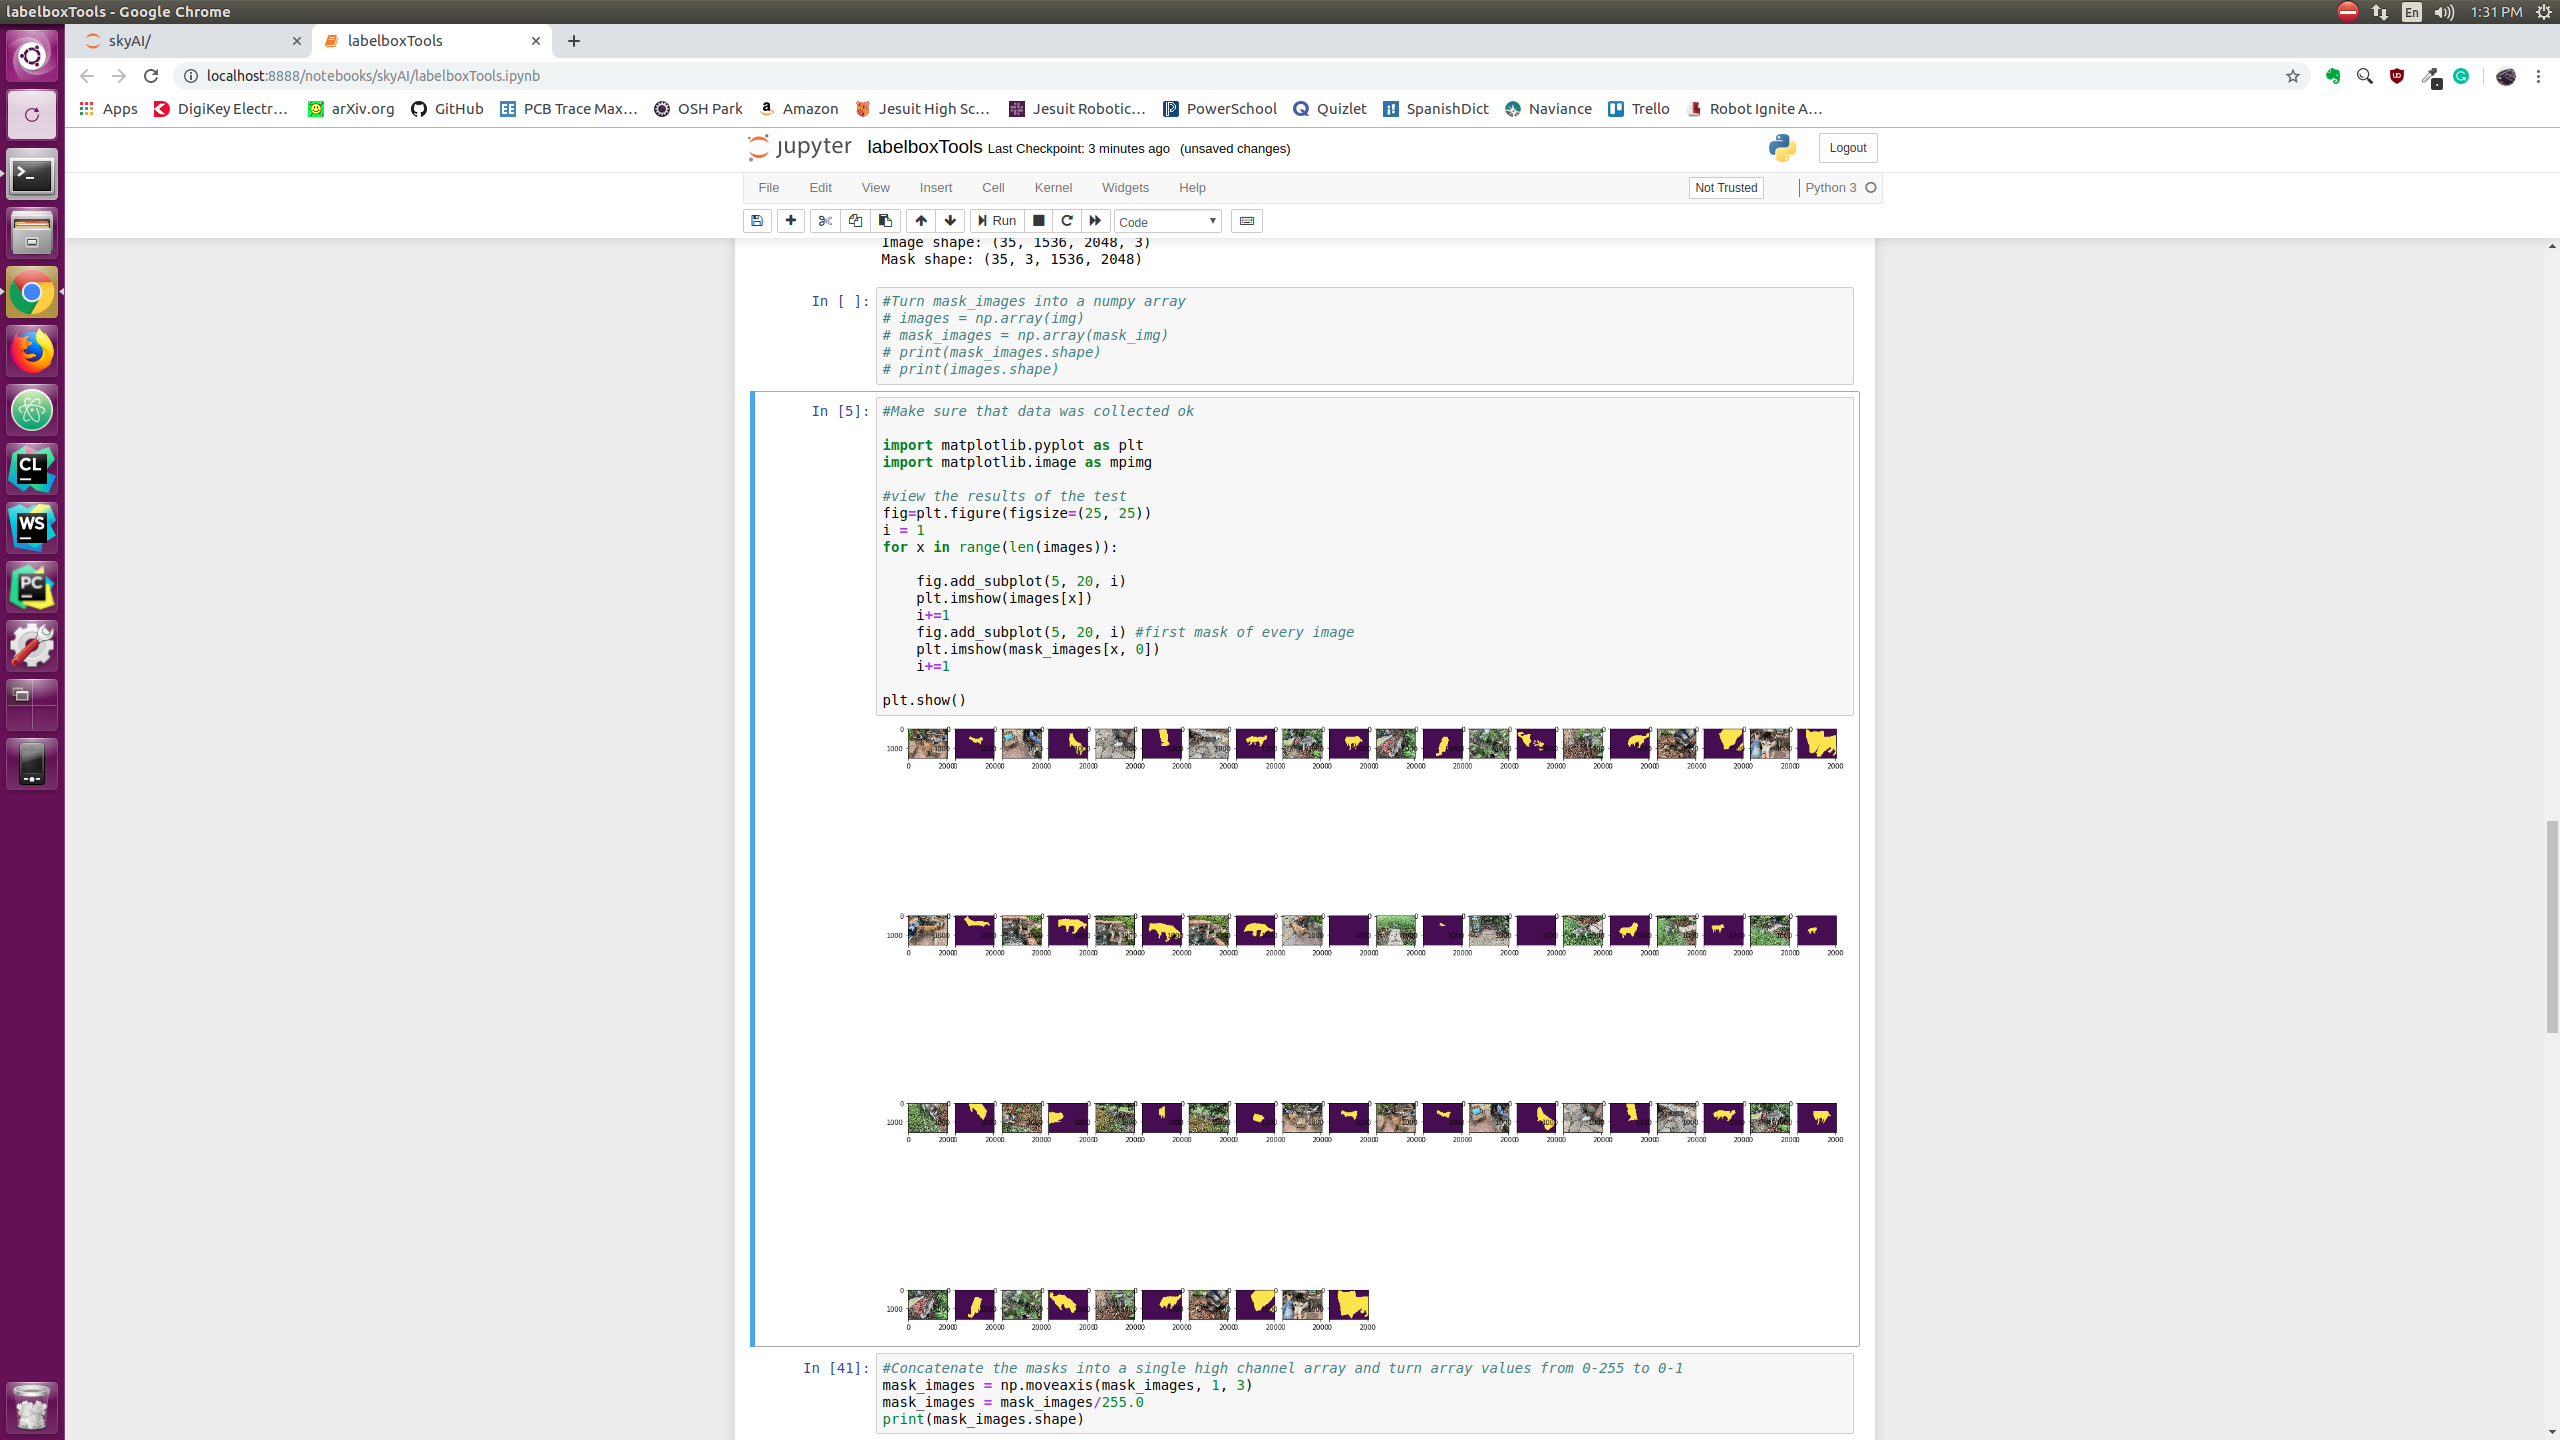 labelboxTools - Google Chrome
En
1:31 PM
skyAI/
labelboxTools
localhost:8888/notebooks/skyAI/labelboxTools.ipynb
Apps DigiKey Electr… arXiv.org GitHub PCB Trace Max… OSH Park Amazon Jesuit High Sc… Jesuit Robotic… PowerSchool Quizlet SpanishDict Naviance Trello Robot Ignite A…
jupyter labelboxTools Last Checkpoint: 3 minutes ago (unsaved changes)
Logout
File Edit View Insert Cell Kernel Widgets Help
Not Trusted
Python 3
Run
Code
Image shape: (35, 1536, 2048, 3)
Mask shape: (35, 3, 1536, 2048)
In [ ]:
#Turn mask_images into a numpy array
# images = np.array(img)
# mask_images = np.array(mask_img)
# print(mask_images.shape)
# print(images.shape)
In [5]:
#Make sure that data was collected ok
import matplotlib.pyplot as plt
import matplotlib.image as mpimg
#view the results of the test
fig=plt.figure(figsize=(25, 25))
i = 1
for x in range(len(images)):
    fig.add_subplot(5, 20, i)
    plt.imshow(images[x])
    i+=1
    fig.add_subplot(5, 20, i) #first mask of every image
    plt.imshow(mask_images[x, 0])
    i+=1
plt.show()
In [41]:
#Concatenate the masks into a single high channel array and turn array values from 0-255 to 0-1
mask_images = np.moveaxis(mask_images, 1, 3)
mask_images = mask_images/255.0
print(mask_images.shape)